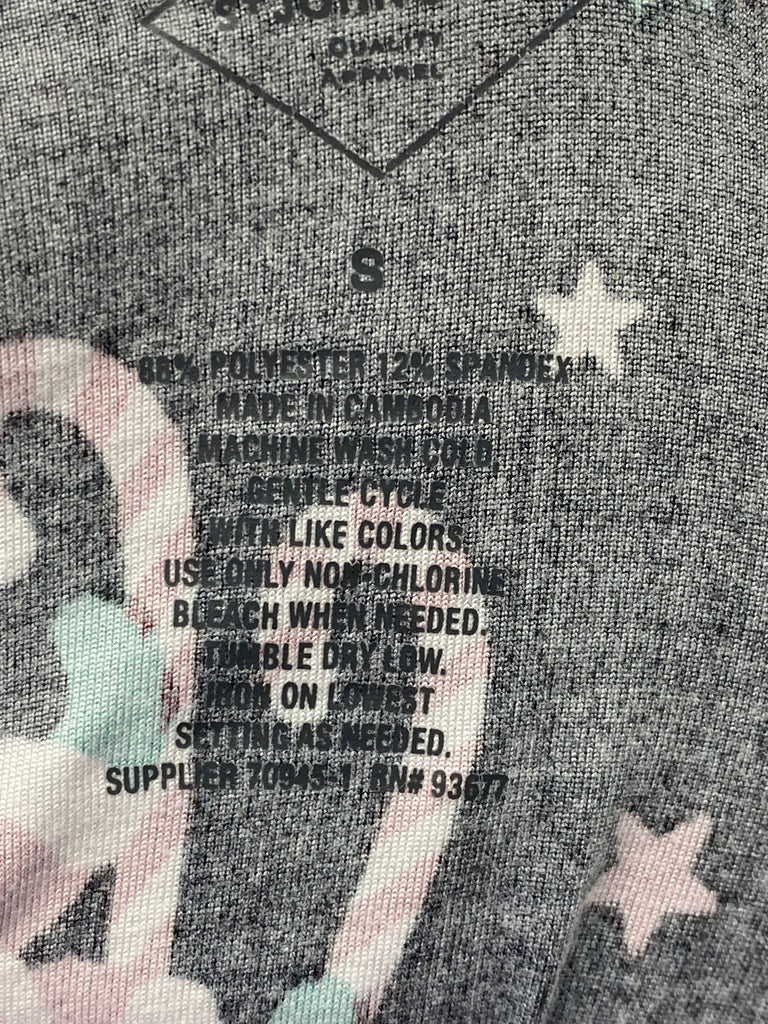 ST JOHN'S
QUALITY
APPAREL
S
88% POLYESTER 12% SPANDEX
MADE IN CAMBODIA
MACHINE WASH COLD,
GENTLE CYCLE
WITH LIKE COLORS.
USE ONLY NON-CHLORINE
BLEACH WHEN NEEDED.
TUMBLE DRY LOW.
IRON ON LOWEST
SETTING AS NEEDED.
SUPPLIER 70945-1 RN# 93677